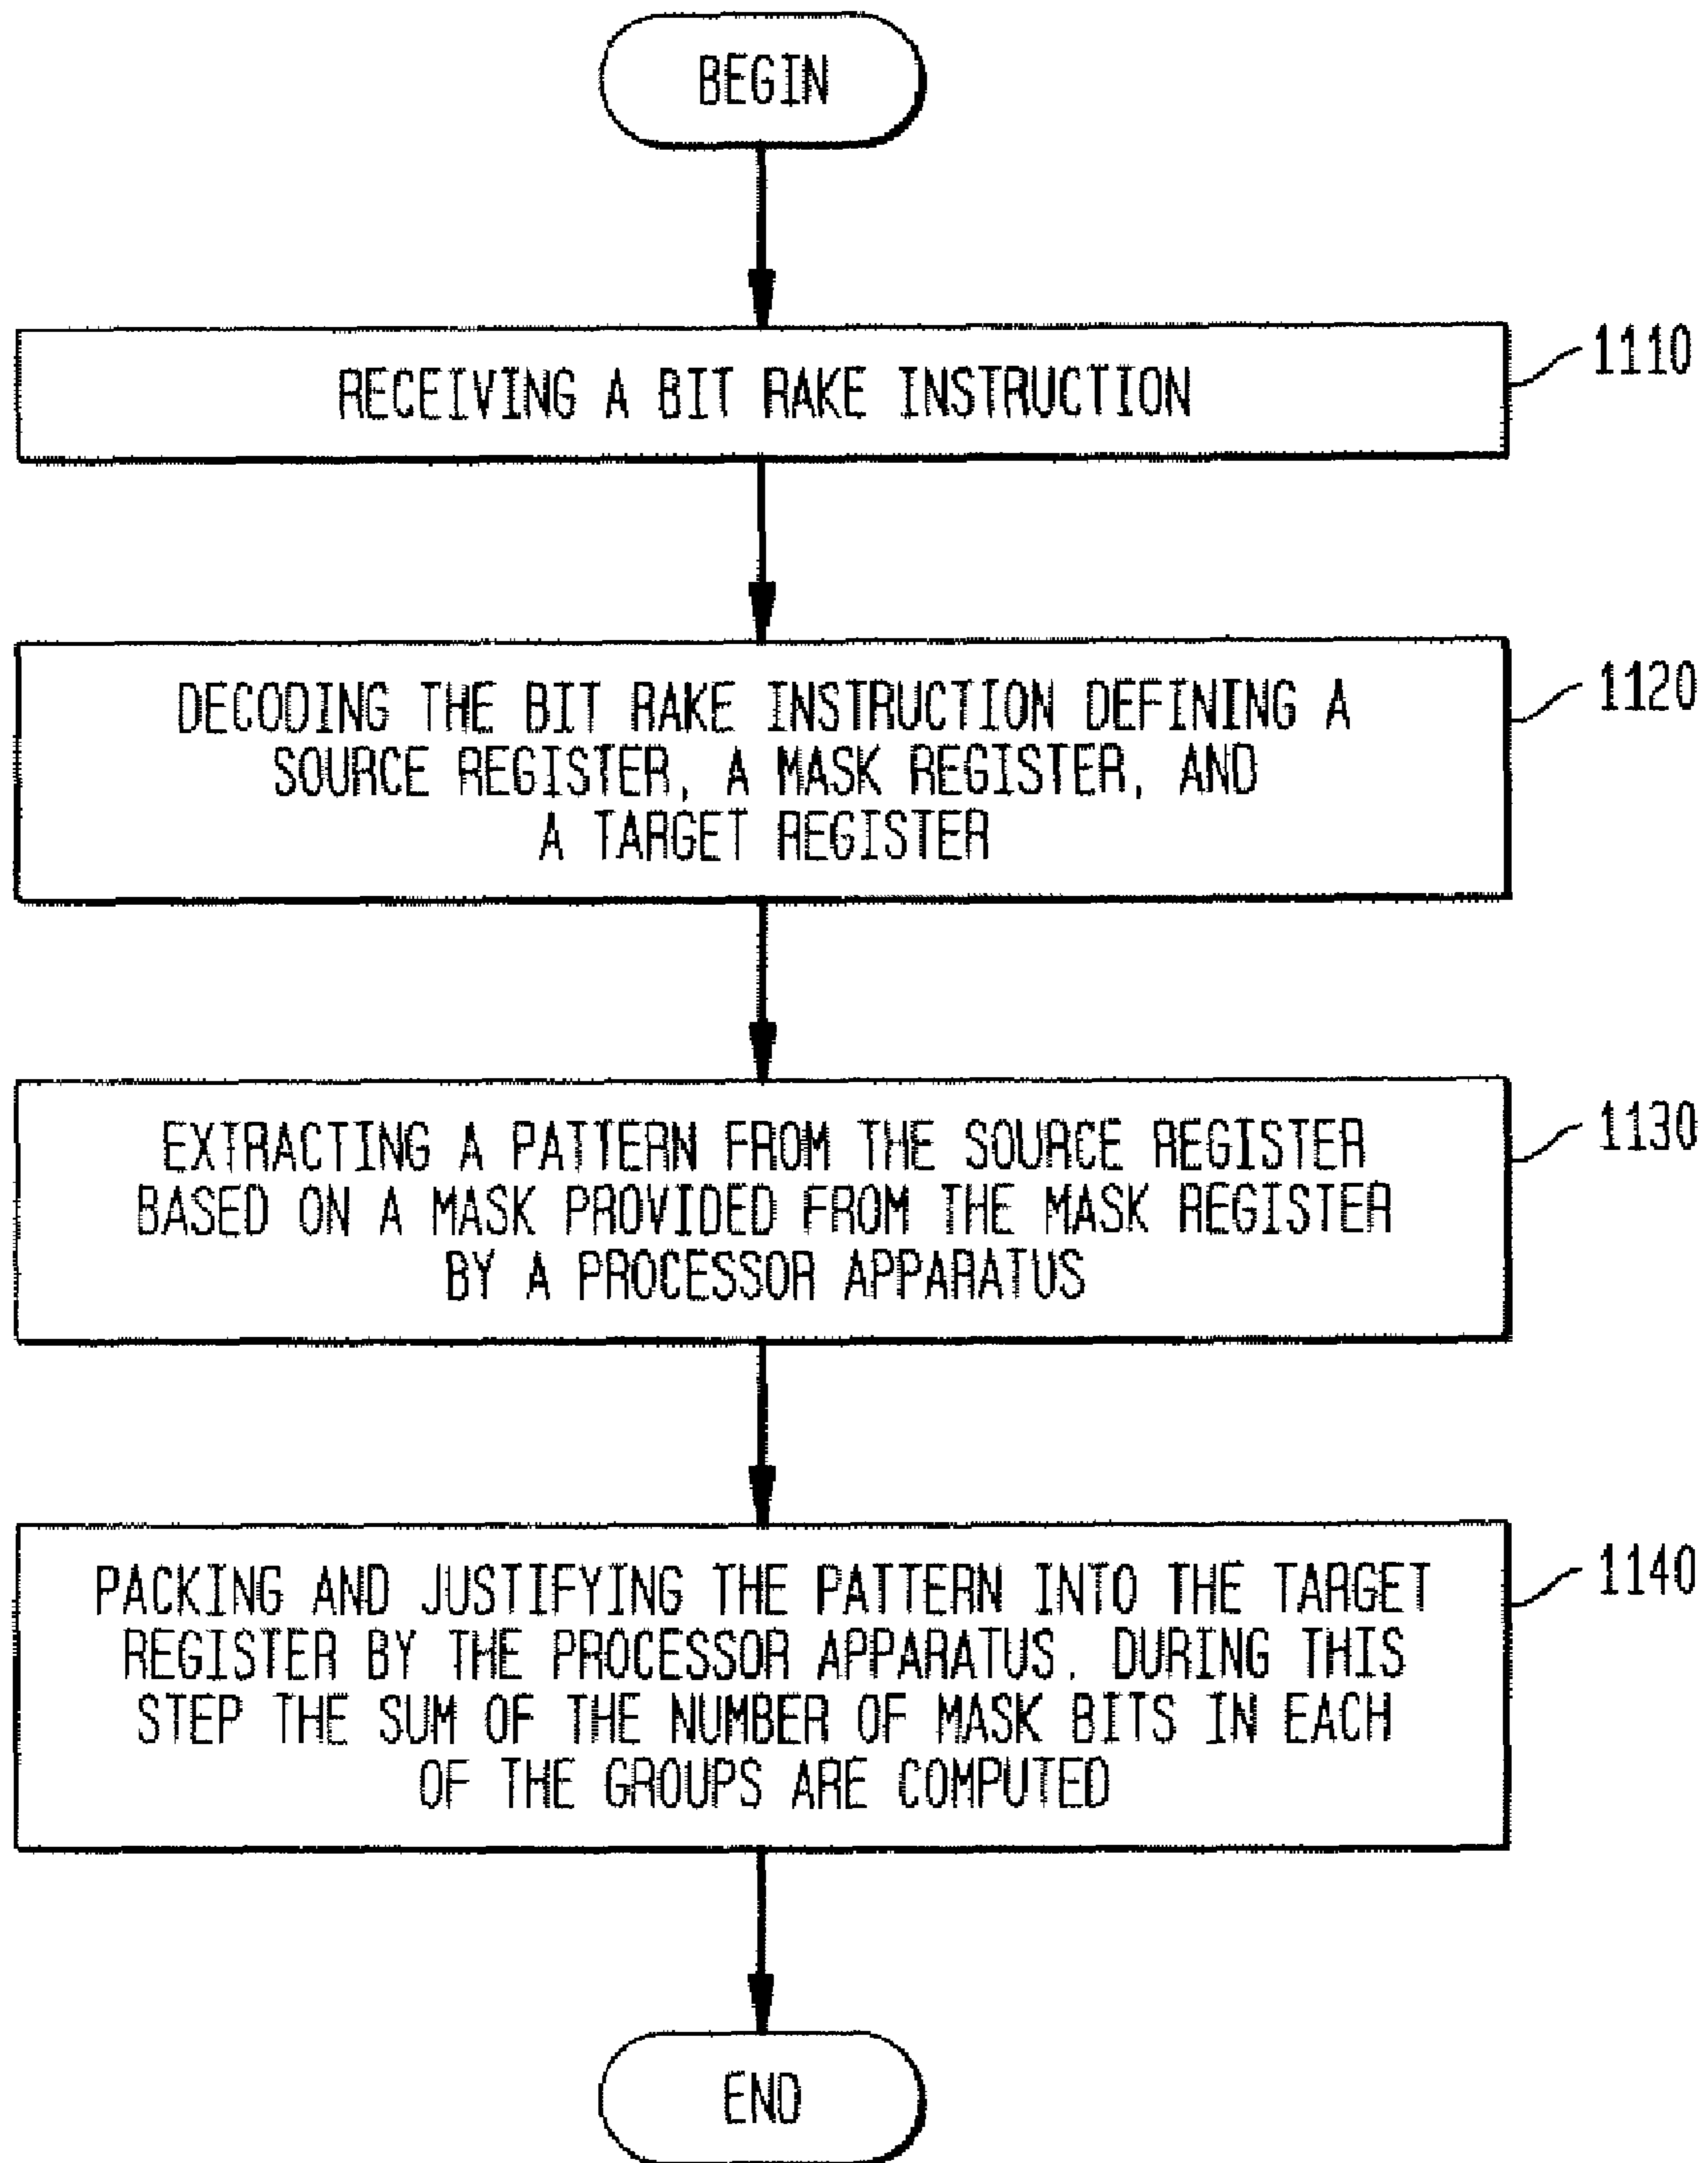 BEGIN
RECEIVING A BIT RAKE INSTRUCTION
1110
DECODING THE BIT RAKE INSTRUCTION DEFINING A
SOURCE REGISTER, A MASK REGISTER, AND
A TARGET REGISTER
1120
EXTRACTING A PATTERN FROM THE SOURCE REGISTER
BASED ON A MASK PROVIDED FROM THE MASK REGISTER
BY A PROCESSOR APPARATUS
1130
PACKING AND JUSTIFYING THE PATTERN INTO THE TARGET
REGISTER BY THE PROCESSOR APPARATUS. DURING THIS
STEP THE SUM OF THE NUMBER OF MASK BITS IN EACH
OF THE GROUPS ARE COMPUTED
1140
END